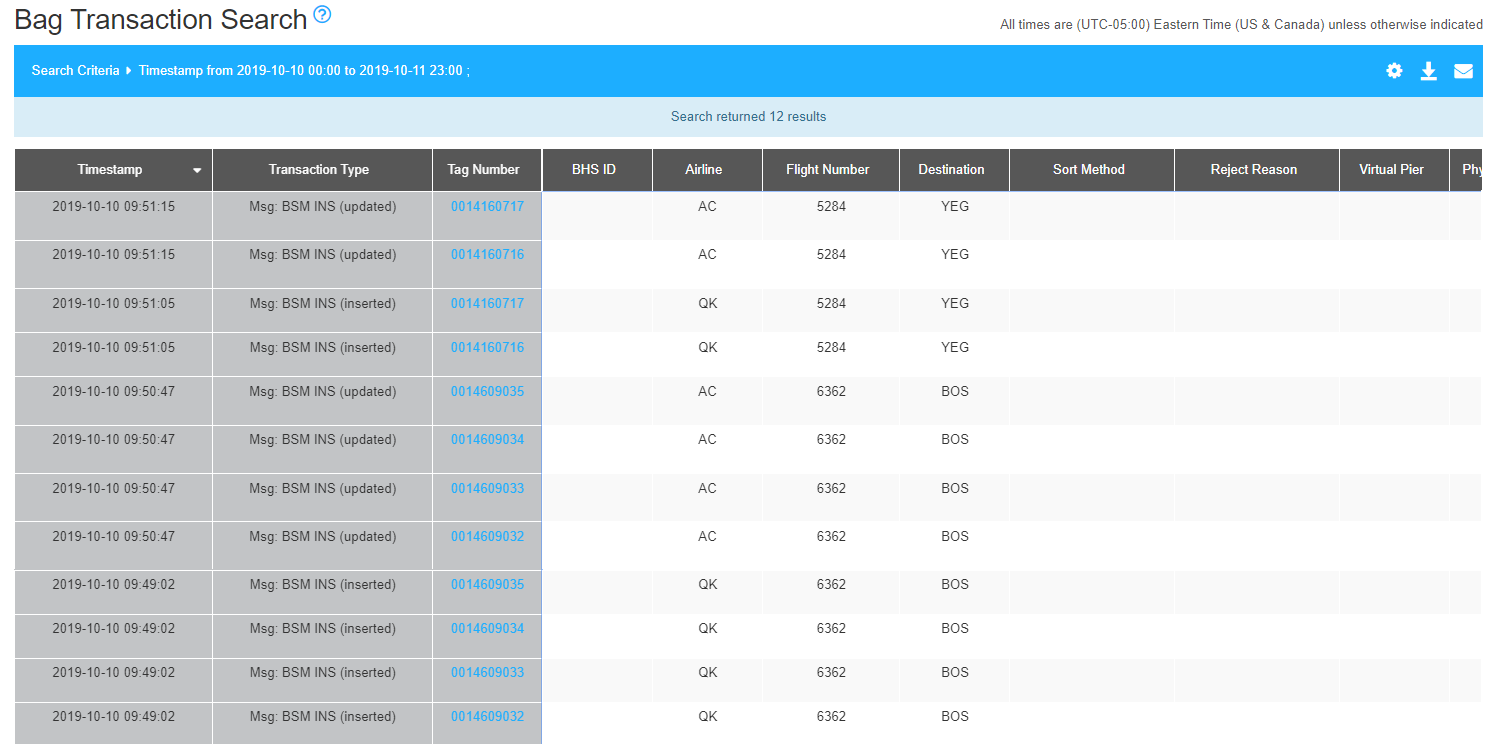 Bag Transaction Search ?
All times are (UTC-05:00) Eastern Time (US & Canada) unless otherwise indicated
Search Criteria Timestamp from 2019-10-10 00:00 to 2019-10-11 23:00 ;
Search returned 12 results
Timestamp Transaction Type Tag Number BHS ID Airline Flight Number Destination Sort Method Reject Reason Virtual Pier Phy
2019-10-10 09:51:15 Msg: BSM INS (updated) 0014160717 AC 5284 YEG
2019-10-10 09:51:15 Msg: BSM INS (updated) 0014160716 AC 5284 YEG
2019-10-10 09:51:05 Msg: BSM INS (inserted) 0014160717 QK 5284 YEG
2019-10-10 09:51:05 Msg: BSM INS (inserted) 0014160716 QK 5284 YEG
2019-10-10 09:50:47 Msg: BSM INS (updated) 0014609035 AC 6362 BOS
2019-10-10 09:50:47 Msg: BSM INS (updated) 0014609034 AC 6362 BOS
2019-10-10 09:50:47 Msg: BSM INS (updated) 0014609033 AC 6362 BOS
2019-10-10 09:50:47 Msg: BSM INS (updated) 0014609032 AC 6362 BOS
2019-10-10 09:49:02 Msg: BSM INS (inserted) 0014609035 QK 6362 BOS
2019-10-10 09:49:02 Msg: BSM INS (inserted) 0014609034 QK 6362 BOS
2019-10-10 09:49:02 Msg: BSM INS (inserted) 0014609033 QK 6362 BOS
2019-10-10 09:49:02 Msg: BSM INS (inserted) 0014609032 QK 6362 BOS